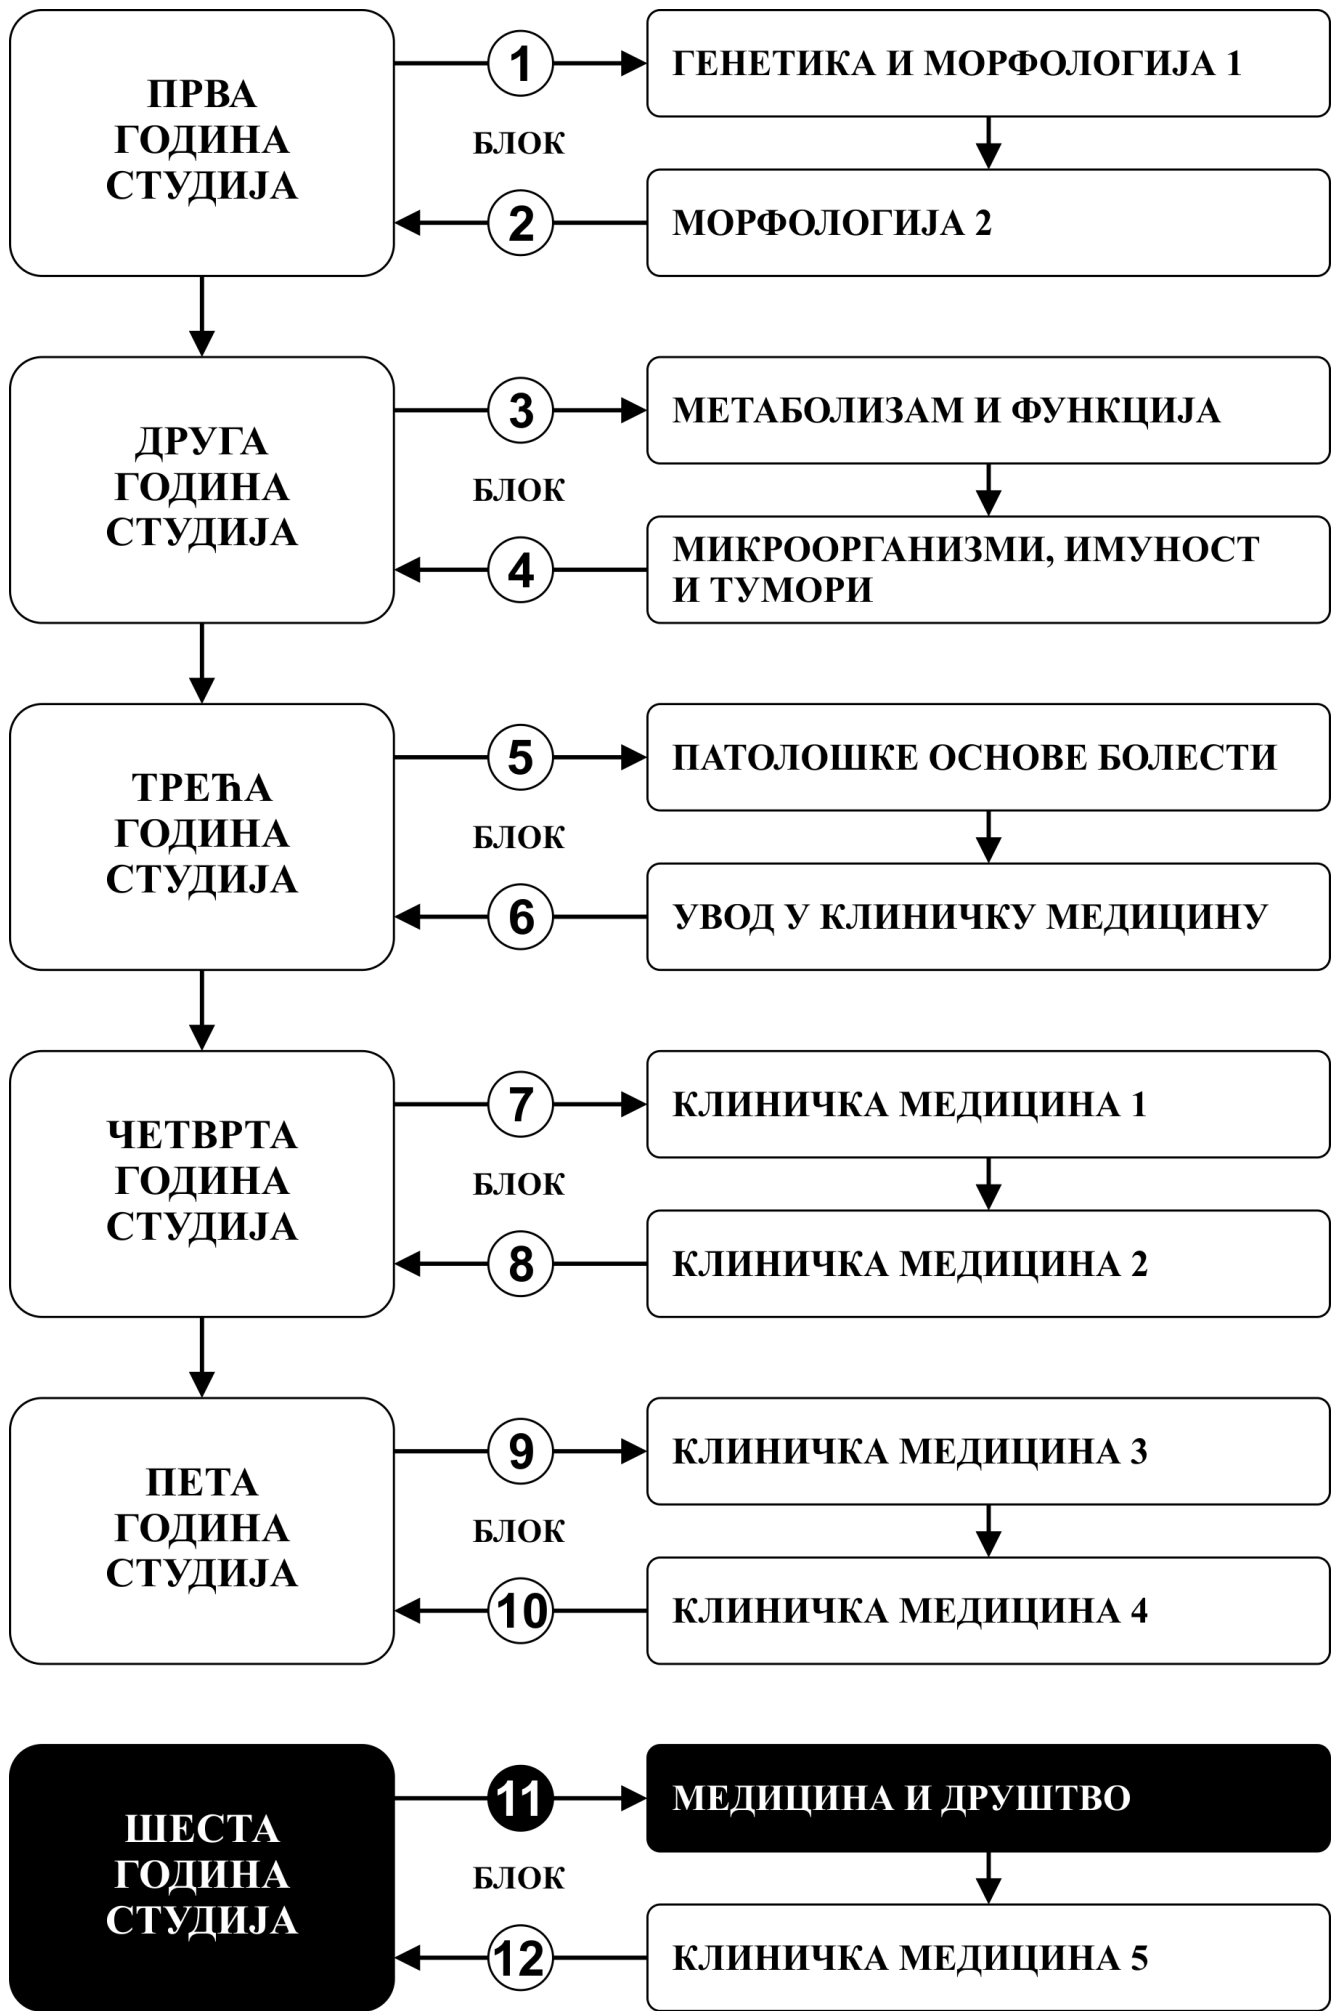 ПРВА
ГОДИНА
СТУДИЈА
1
БЛОК
2
ГЕНЕТИКА И МОРФОЛОГИЈА 1
МОРФОЛОГИЈА 2
ДРУГА
ГОДИНА
СТУДИЈА
3
БЛОК
4
МЕТАБОЛИЗАМ И ФУНКЦИЈА
МИКРООРГАНИЗМИ, ИМУНОСТ
И ТУМОРИ
ТРЕЋА
ГОДИНА
СТУДИЈА
5
БЛОК
6
ПАТОЛОШКЕ ОСНОВЕ БОЛЕСТИ
УВОД У КЛИНИЧКУ МЕДИЦИНУ
ЧЕТВРТА
ГОДИНА
СТУДИЈА
7
БЛОК
8
КЛИНИЧКА МЕДИЦИНА 1
КЛИНИЧКА МЕДИЦИНА 2
ПЕТА
ГОДИНА
СТУДИЈА
9
БЛОК
10
КЛИНИЧКА МЕДИЦИНА 3
КЛИНИЧКА МЕДИЦИНА 4
ШЕСТА
ГОДИНА
СТУДИЈА
11
БЛОК
12
МЕДИЦИНА И ДРУШТВО
КЛИНИЧКА МЕДИЦИНА 5